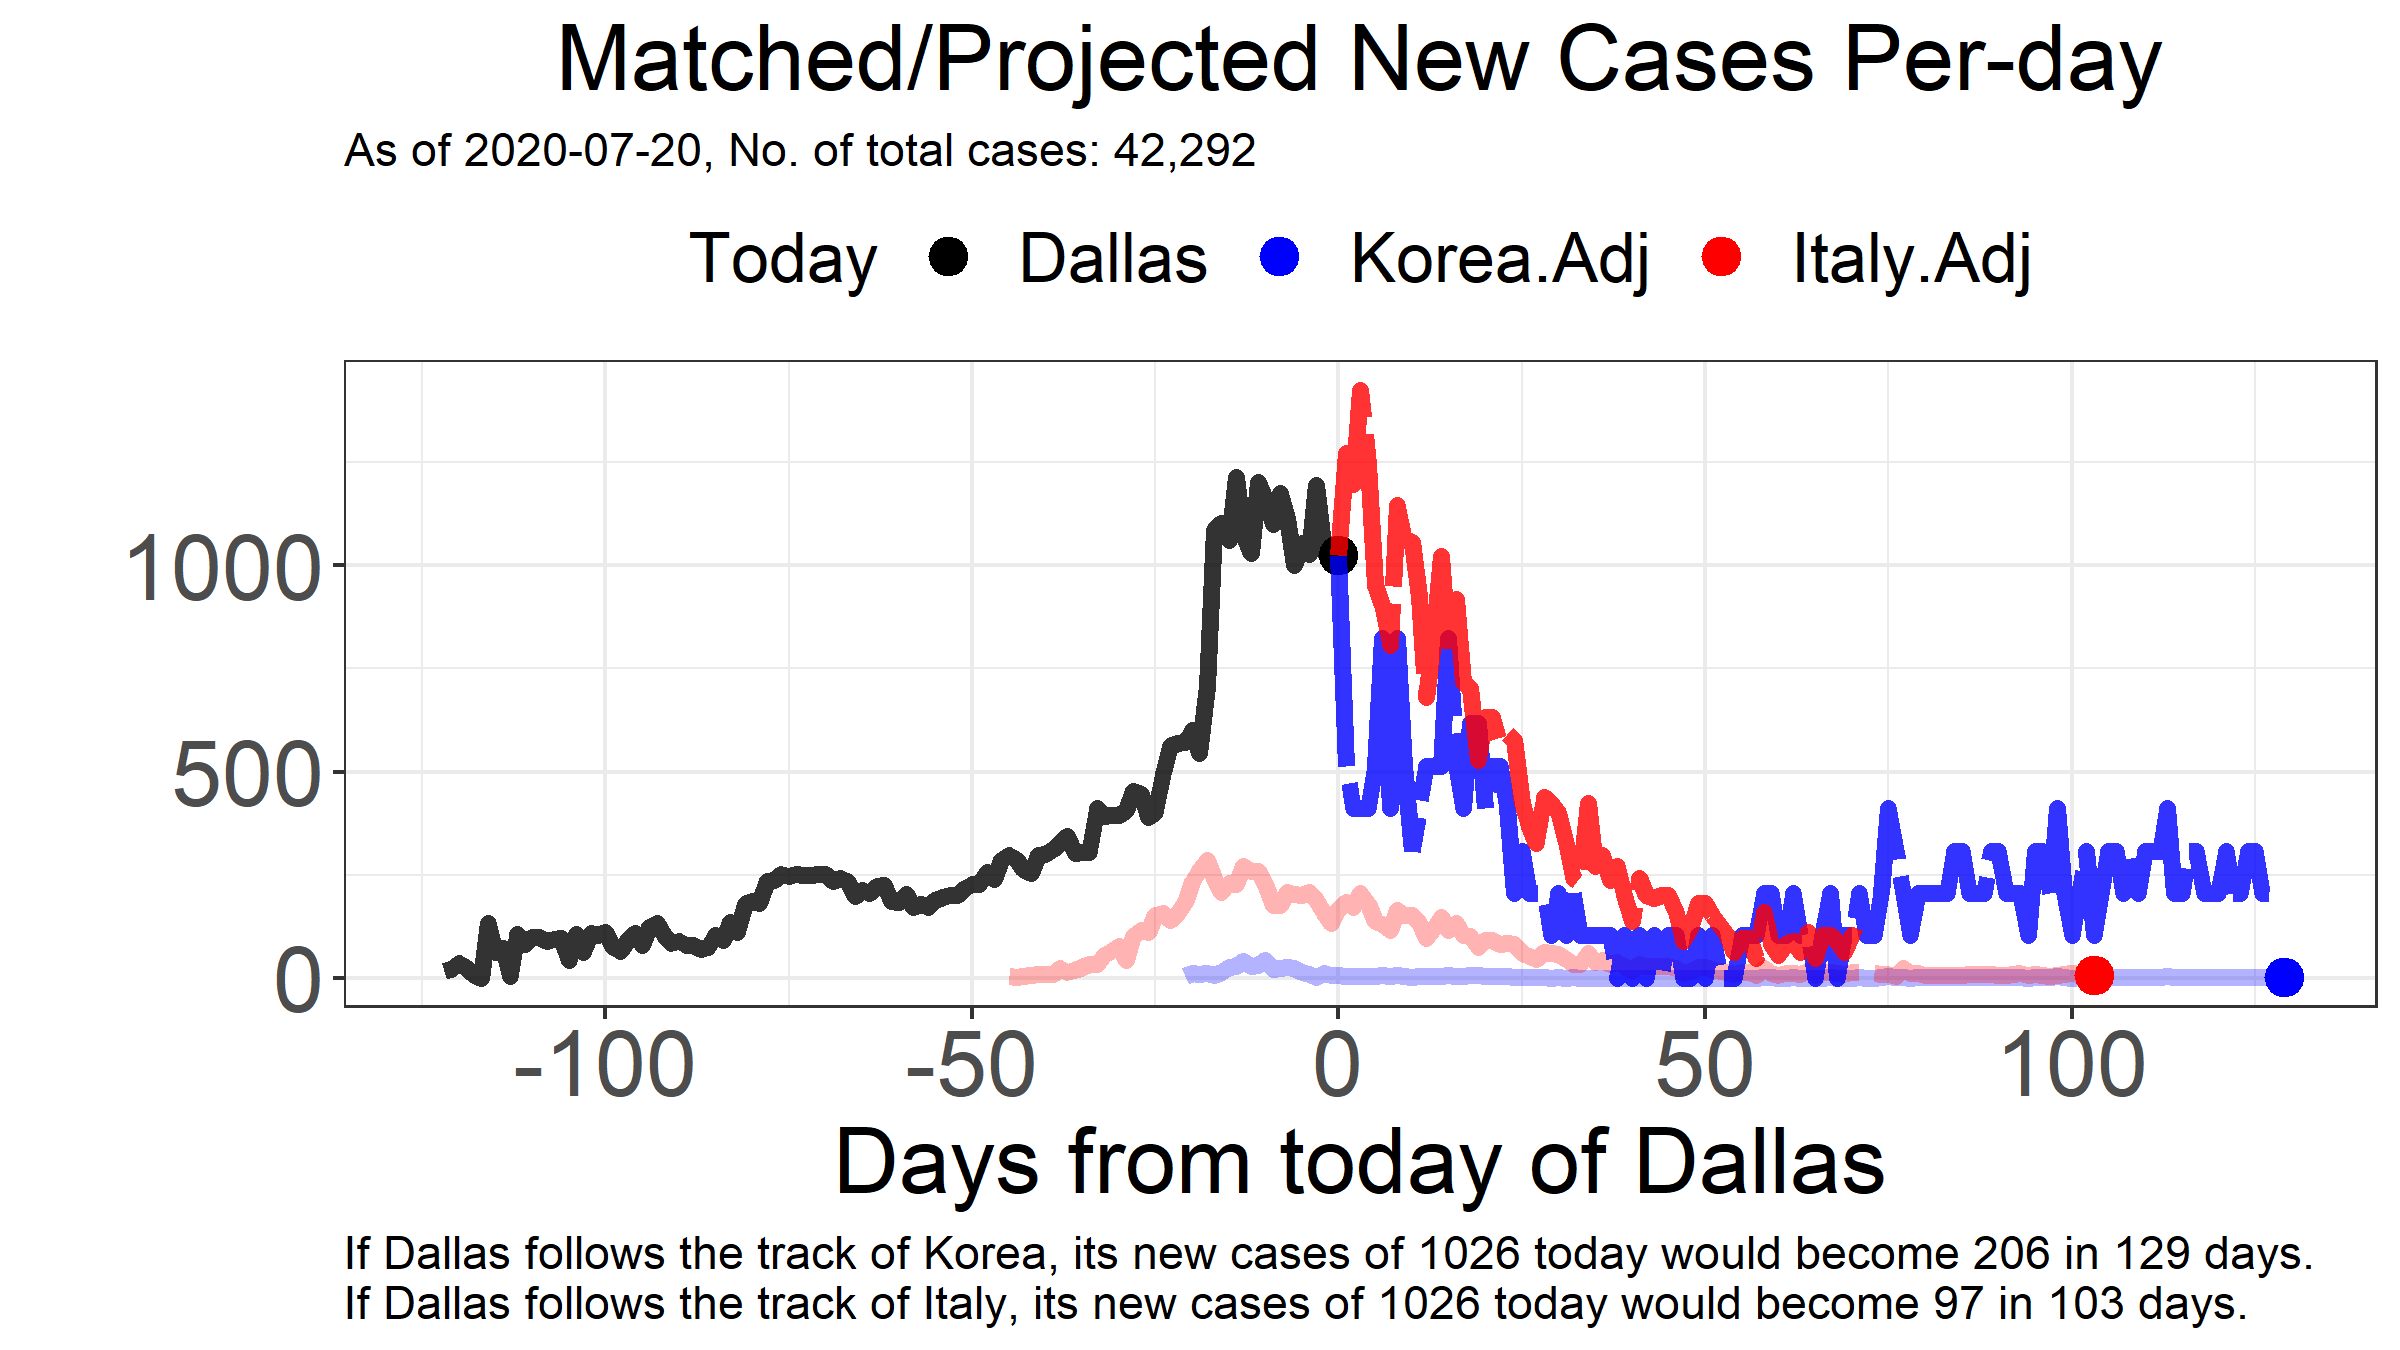 Matched/Projected New Cases Per-day
As of 2020-07-20, No. of total cases: 42,292
Today Dallas Korea.Adj Italy.Adj
1000
500
0
-100 -50 0 50 100
Days from today of Dallas
If Dallas follows the track of Korea, its new cases of 1026 today would become 206 in 129 days.
If Dallas follows the track of Italy, its new cases of 1026 today would become 97 in 103 days.